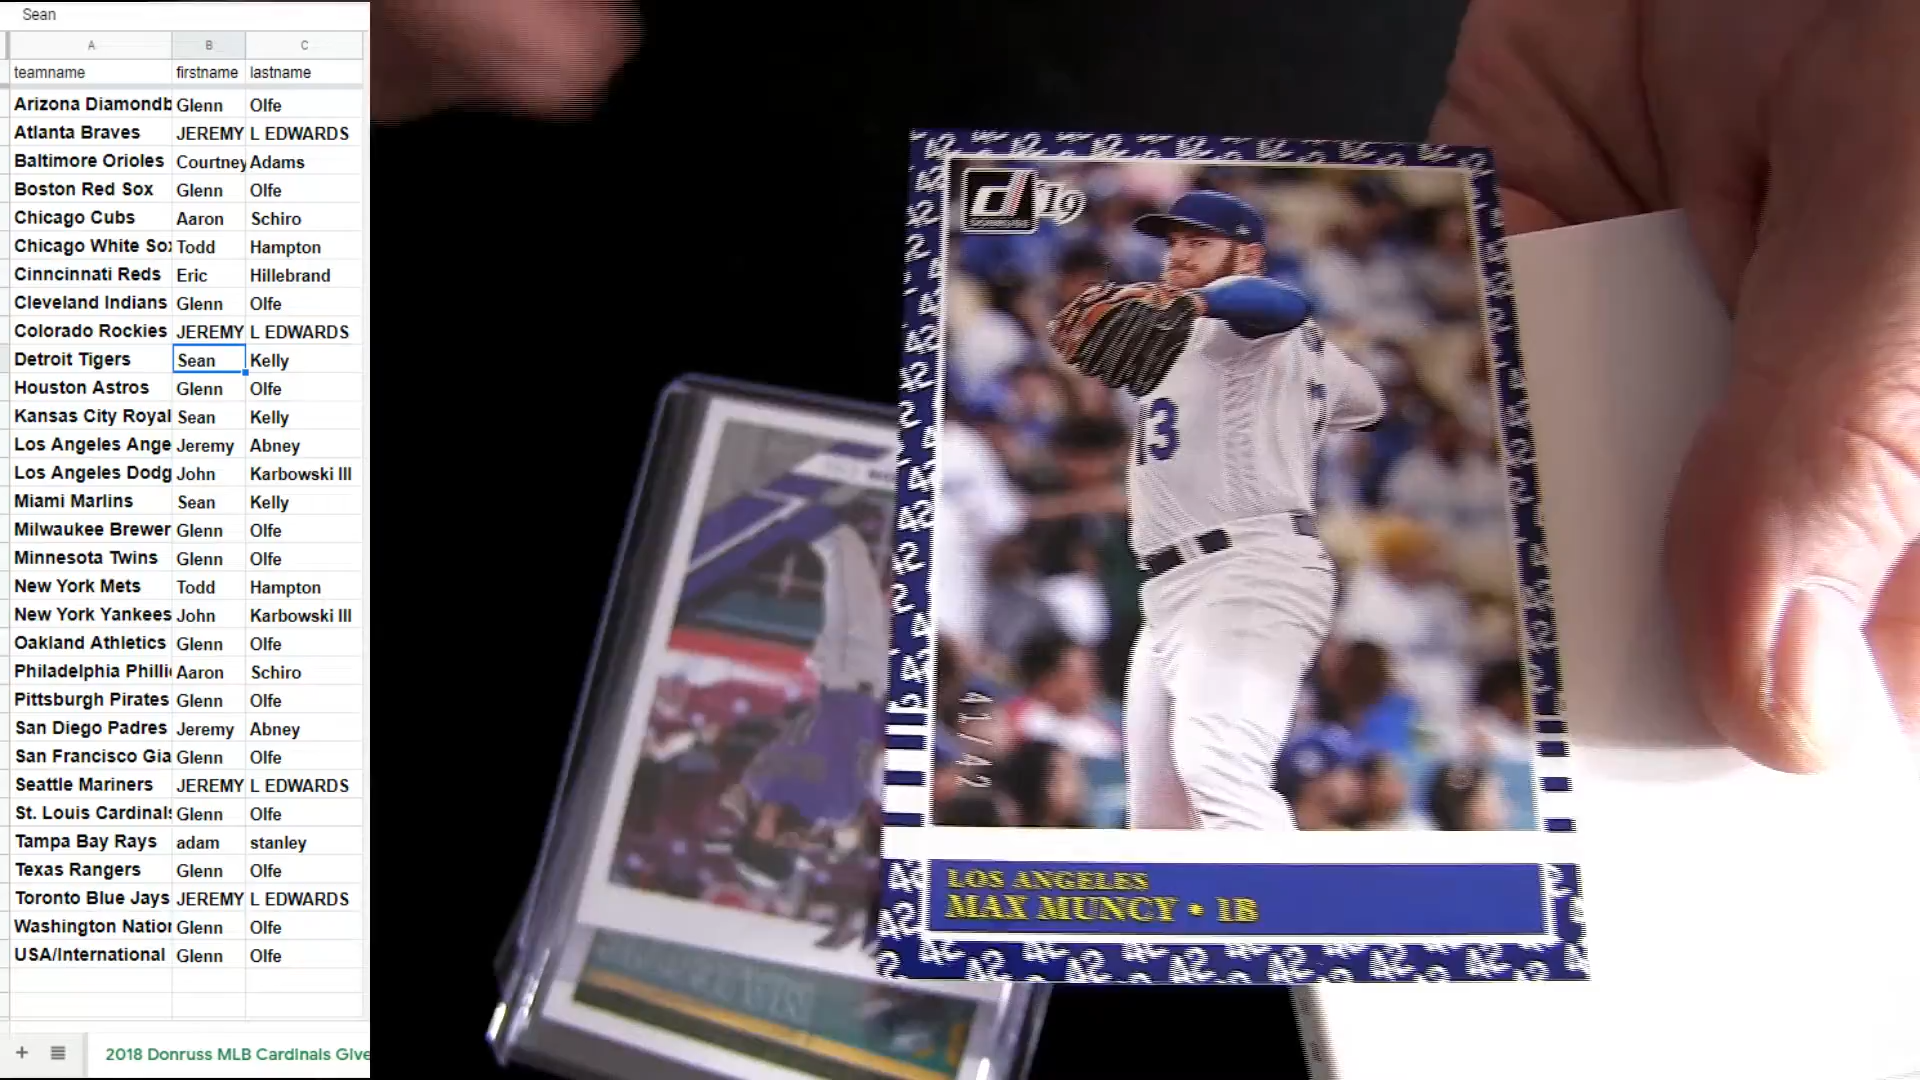 Sean
A B C
teamname firstname lastname
Arizona Diamondb Glenn Olfe
Atlanta Braves JEREMY L EDWARDS
Baltimore Orioles Courtney Adams
Boston Red Sox Glenn Olfe
Chicago Cubs Aaron Schiro
Chicago White Sox Todd Hampton
Cinncinnati Reds Eric Hillebrand
Cleveland Indians Glenn Olfe
Colorado Rockies JEREMY L EDWARDS
Detroit Tigers Sean Kelly
Houston Astros Glenn Olfe
Kansas City Royal Sean Kelly
Los Angeles Ange Jeremy Abney
Los Angeles Dodg John Karbowski III
Miami Marlins Sean Kelly
Milwaukee Brewer Glenn Olfe
Minnesota Twins Glenn Olfe
New York Mets Todd Hampton
New York Yankees John Karbowski III
Oakland Athletics Glenn Olfe
Philadelphia Philli Aaron Schiro
Pittsburgh Pirates Glenn Olfe
San Diego Padres Jeremy Abney
San Francisco Gia Glenn Olfe
Seattle Mariners JEREMY L EDWARDS
St. Louis Cardinals Glenn Olfe
Tampa Bay Rays adam stanley
Texas Rangers Glenn Olfe
Toronto Blue Jays JEREMY L EDWARDS
Washington Nation Glenn Olfe
USA/International Glenn Olfe
2018 Donruss MLB Cardinals Give
d 19
13
41/42
LOS ANGELES
MAX MUNCY • 1B